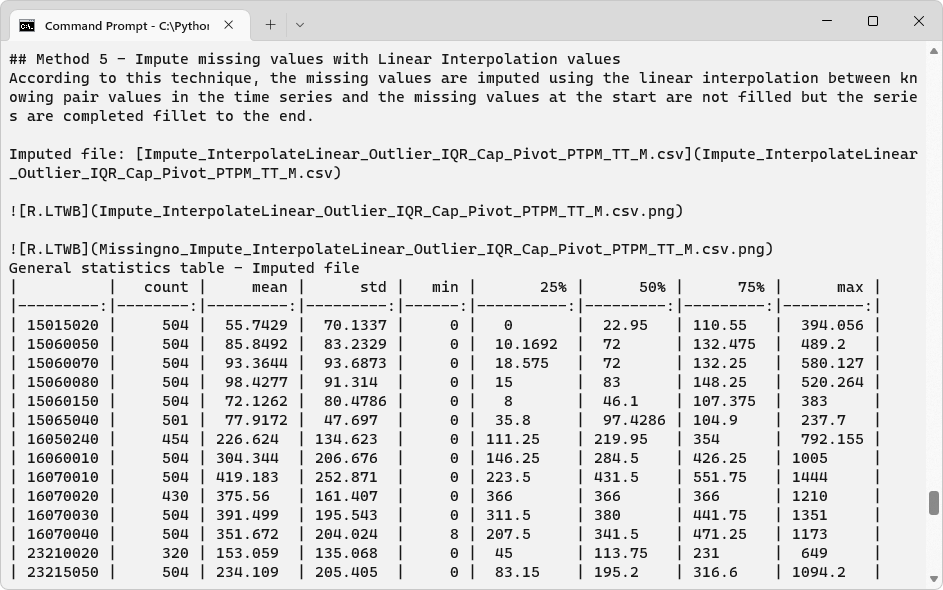 Command Prompt - C:\Pythor
## Method 5 - Impute missing values with Linear Interpolation values
According to this technique, the missing values are imputed using the linear interpolation between kn
owing pair values in the time series and the missing values at the start are not filled but the serie
s are completed fillet to the end.
Imputed file: [Impute_InterpolateLinear_Outlier_IQR_Cap_Pivot_PTPM_TT_M.csv](Impute_InterpolateLinear
_Outlier_IQR_Cap_Pivot_PTPM_TT_M.csv)
![R.LTWB](Impute_InterpolateLinear_Outlier_IQR_Cap_Pivot_PTPM_TT_M.csv.png)
![R.LTWB](Missingno_Impute_InterpolateLinear_Outlier_IQR_Cap_Pivot_PTPM_TT_M.csv.png)
General statistics table - Imputed file
|          |   count |     mean |      std |   min |       25% |      50% |     75% |      max |
|---------:|--------:|---------:|---------:|------:|----------:|---------:|--------:|---------:|
| 15015020 |     504 |  55.7429 |  70.1337 |     0 |   0       |  22.95   | 110.55  |  394.056 |
| 15060050 |     504 |  85.8492 |  83.2329 |     0 |  10.1692  |  72      | 132.475 |  489.2   |
| 15060070 |     504 |  93.3644 |  93.6873 |     0 |  18.575   |  72      | 132.25  |  580.127 |
| 15060080 |     504 |  98.4277 |  91.314  |     0 |  15       |  83      | 148.25  |  520.264 |
| 15060150 |     504 |  72.1262 |  80.4786 |     0 |   8       |  46.1    | 107.375 |  383     |
| 15065040 |     501 |  77.9172 |  47.697  |     0 |  35.8     |  97.4286 | 104.9   |  237.7   |
| 16050240 |     454 | 226.624  | 134.623  |     0 | 111.25    | 219.95   | 354     |  792.155 |
| 16060010 |     504 | 304.344  | 206.676  |     0 | 146.25    | 284.5    | 426.25  | 1005     |
| 16070010 |     504 | 419.183  | 252.871  |     0 | 223.5     | 431.5    | 551.75  | 1444     |
| 16070020 |     430 | 375.56   | 161.407  |     0 | 366       | 366      | 366     | 1210     |
| 16070030 |     504 | 391.499  | 195.543  |     0 | 311.5     | 380      | 441.75  | 1351     |
| 16070040 |     504 | 351.672  | 204.024  |     8 | 207.5     | 341.5    | 471.25  | 1173     |
| 23210020 |     320 | 153.059  | 135.068  |     0 |  45       | 113.75   | 231     |  649     |
| 23215050 |     504 | 234.109  | 205.405  |     0 |  83.15    | 195.2    | 316.6   | 1094.2   |